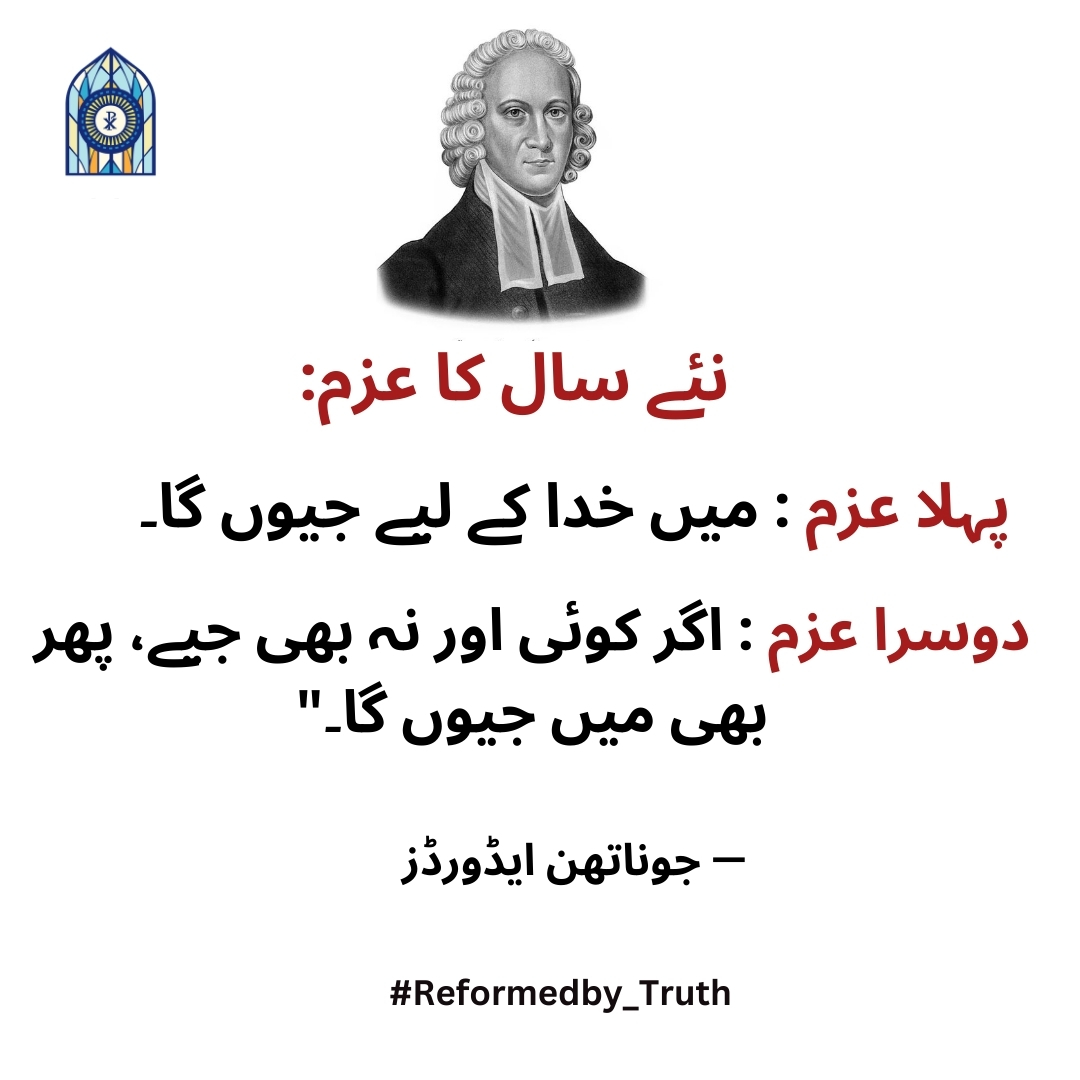 نئے سال کا عزم:
پہلا عزم : میں خدا کے لیے جیوں گا۔
دوسرا عزم : اگر کوئی اور نہ بھی جیے، پھر
بھی میں جیوں گا۔"
— جوناتھن ایڈورڈز
#Reformedby_Truth